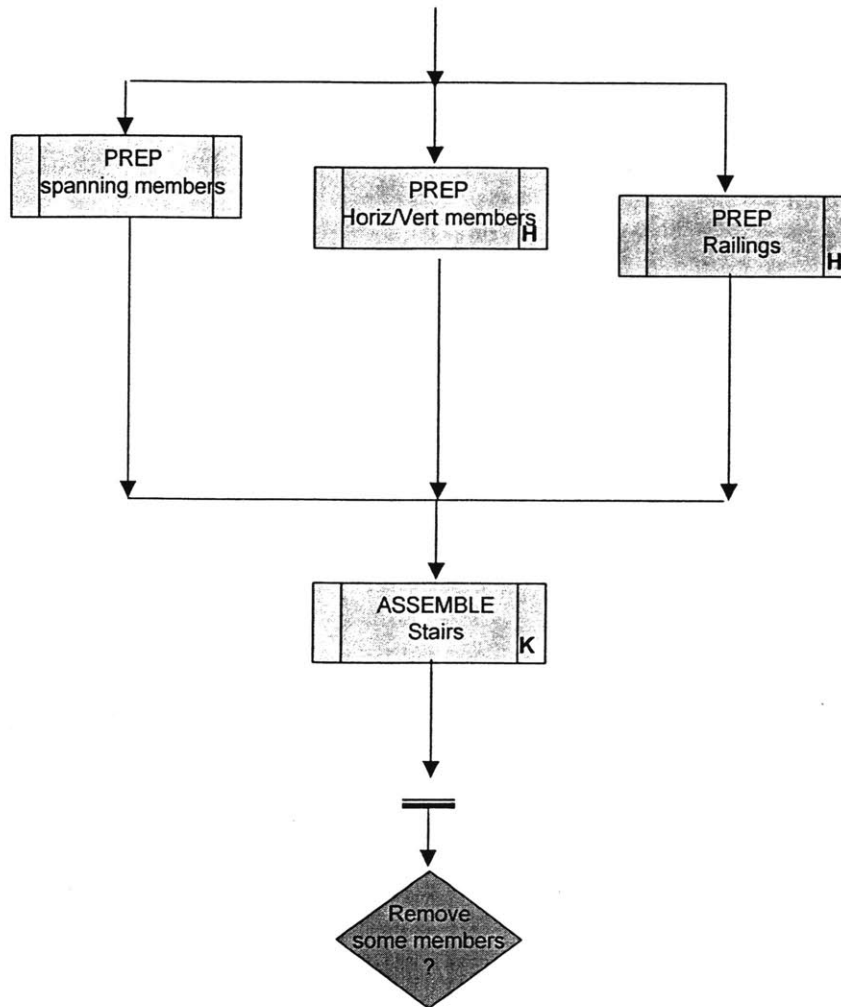 PREP
spanning members
PREP
Horiz/Vert members
H
PREP
Railings
H
ASSEMBLE
Stairs
K
Remove
some members
?